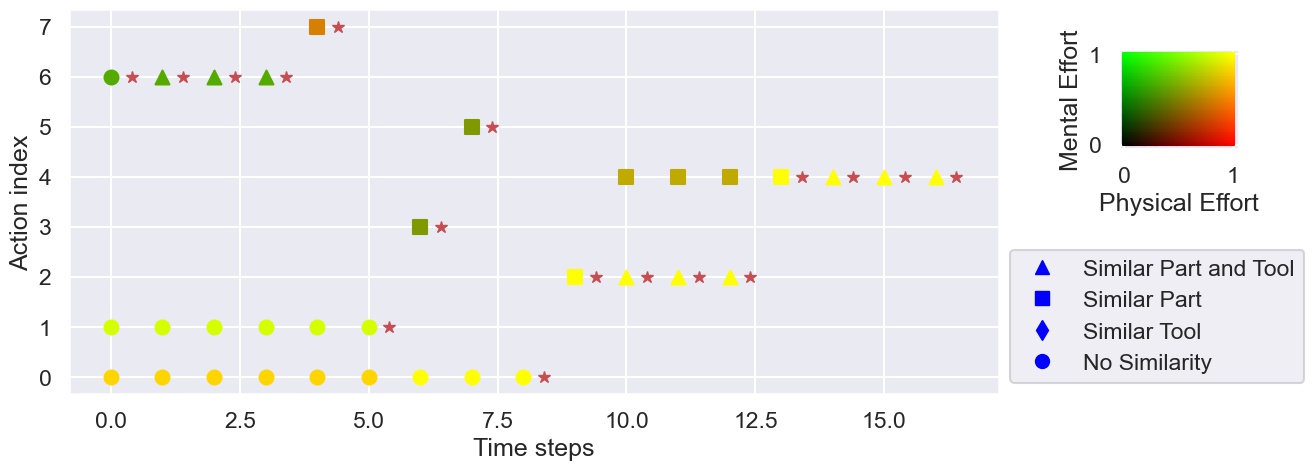 7
6
5
4
3
2
1
0
Action index
0.0 2.5 5.0 7.5 10.0 12.5 15.0
Time steps
Mental Effort
1
0
0 1
Physical Effort
Similar Part and Tool
Similar Part
Similar Tool
No Similarity